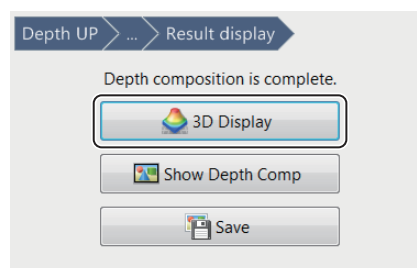 Depth UP > ... > Result display
Depth composition is complete.
3D Display
Show Depth Comp
Save